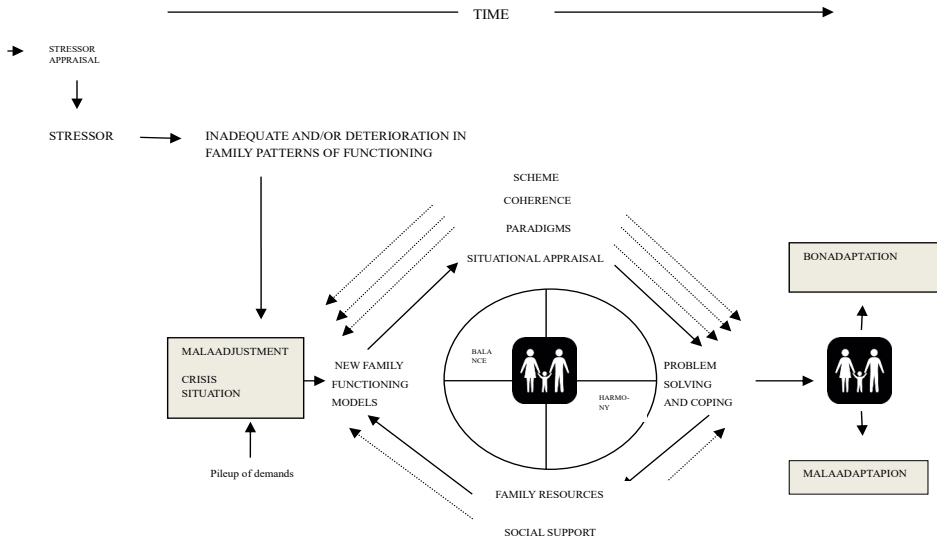 TIME
STRESSOR
APPRAISAL
STRESSOR
INADEQUATE AND/OR DETERIORATION IN
FAMILY PATTERNS OF FUNCTIONING
SCHEME
COHERENCE
PARADIGMS
SITUATIONAL APPRAISAL
BONADAPTATION
MALAADJUSTMENT
CRISIS
SITUATION
NEW FAMILY
FUNCTIONING
MODELS
BALA
NCE
HARMO-
NY
PROBLEM
SOLVING
AND COPING
Pileup of demands
FAMILY RESOURCES
SOCIAL SUPPORT
MALAADAPTAPION